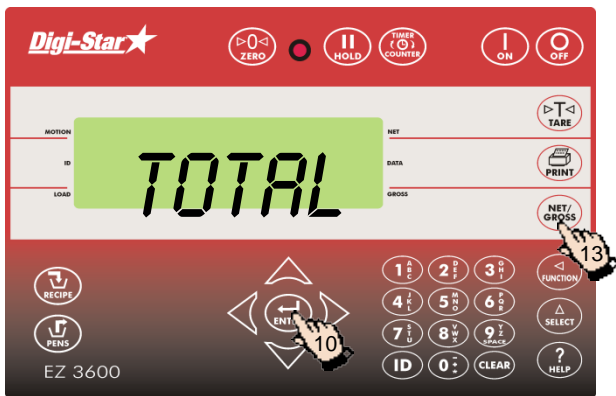 Digi-Star
ZERO
HOLD
TIMER
COUNTER
ON
OFF
TARE
MOTION
NET
ID
DATA
PRINT
LOAD
GROSS
TOTAL
NET/
GROSS
13
RECIPE
ENTER
10
1 A B C
2 D E F
3 G H I
FUNCTION
4 J K L
5 M N O
6 P Q R
SELECT
7 S T U
8 V W X
9 Y Z
SPACE
PENS
ID
0
CLEAR
?
HELP
EZ 3600